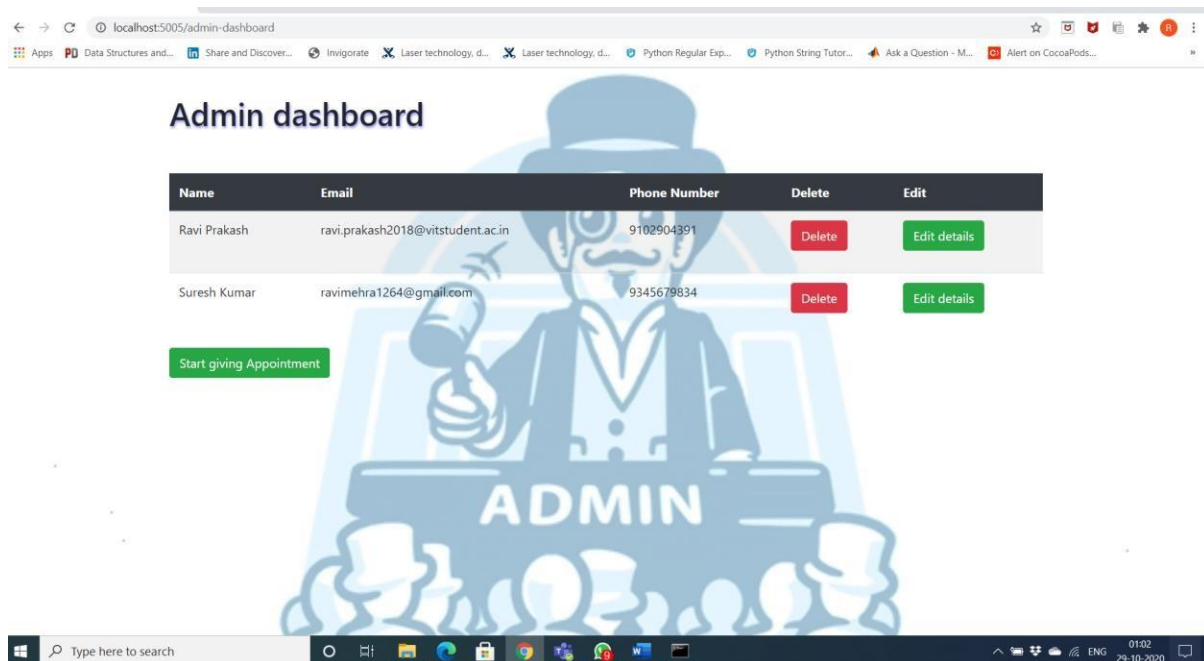 localhost:5005/admin-dashboard
R
Apps PD Data Structures and... in Share and Discover... Invigorate Laser technology, d... Laser technology, d... Python Regular Exp... Python String Tutor... Ask a Question - M... Alert on CocoaPods... »
Admin dashboard
Name Email Phone Number Delete Edit
Ravi Prakash ravi.prakash2018@vitstudent.ac.in 9102904391 Delete Edit details
Suresh Kumar ravimehra1264@gmail.com 9345679834 Delete Edit details
Start giving Appointment
ADMIN
Type here to search 9 W ENG 01:02
29-10-2020